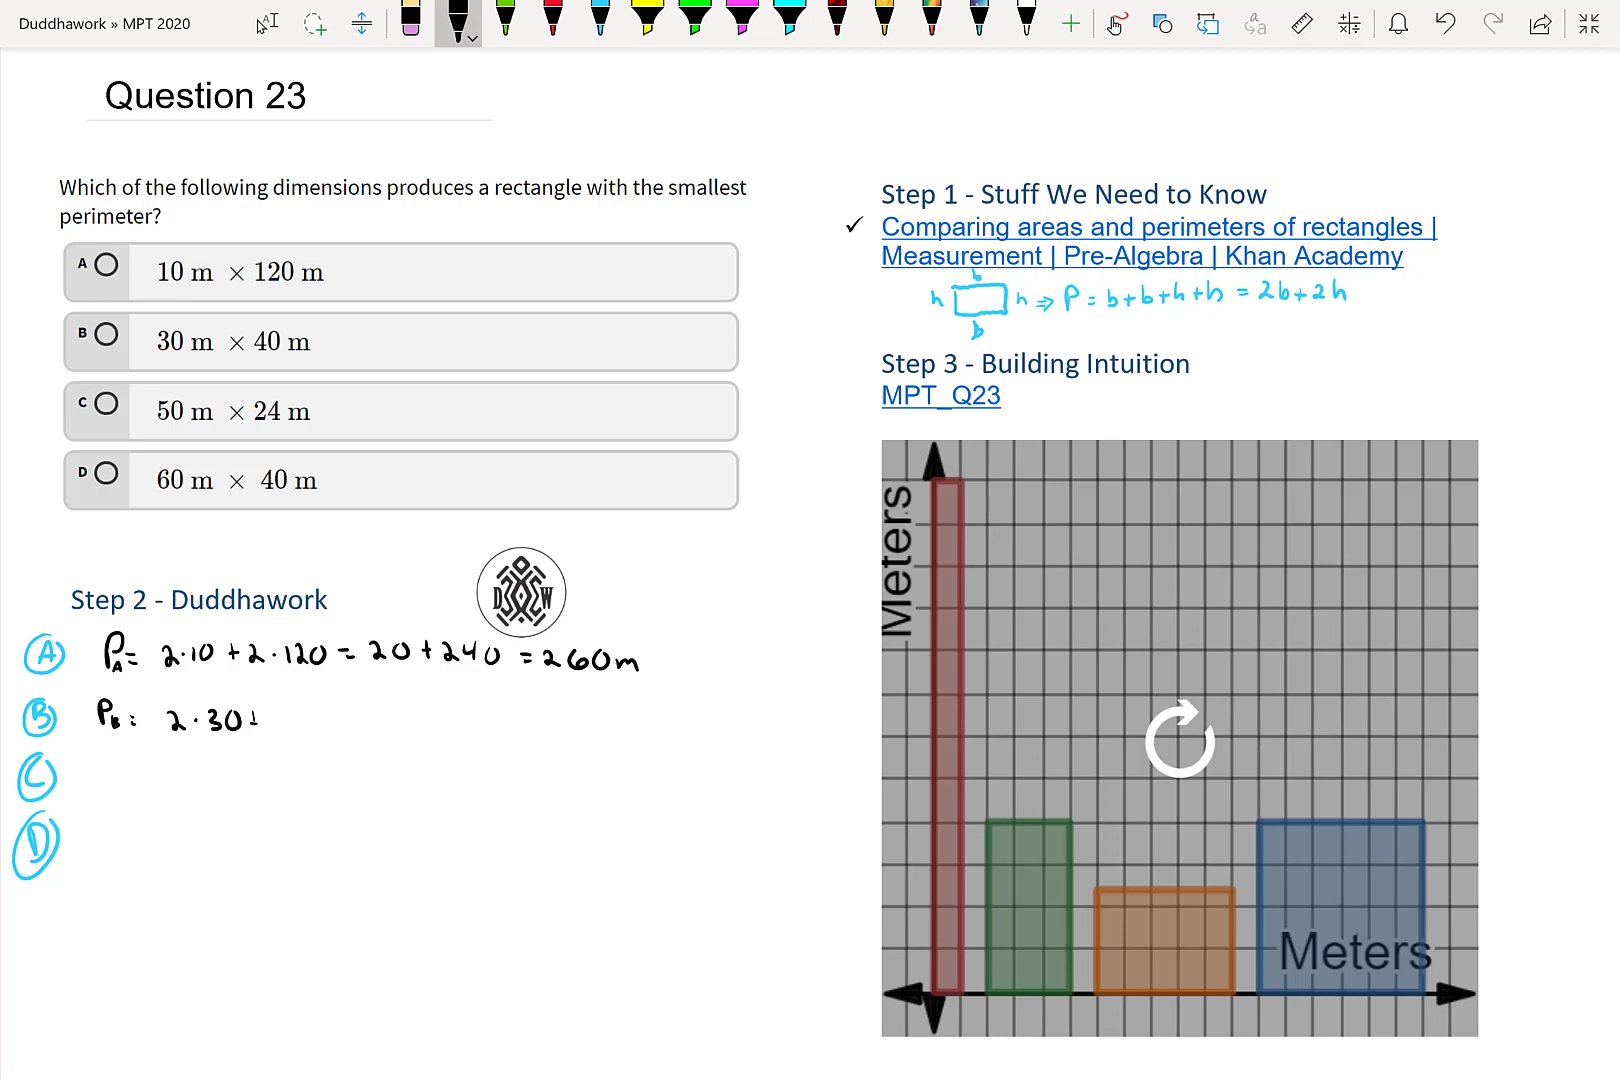 Duddhawork » MPT 2020
Question 23
Which of the following dimensions produces a rectangle with the smallest
perimeter?
A 10 m × 120 m
B 30 m × 40 m
C 50 m × 24 m
D 60 m × 40 m
Step 2 - Duddhawork
D W
A P_A = 2·10 + 2·120 = 20 + 240 = 260m
B P_B = 2·30 +
C
D
Step 1 - Stuff We Need to Know
✓ Comparing areas and perimeters of rectangles |
Measurement | Pre-Algebra | Khan Academy
b
h h ⇒ P = b+b+h+h = 2b+2h
b
Step 3 - Building Intuition
MPT_Q23
Meters
Meters